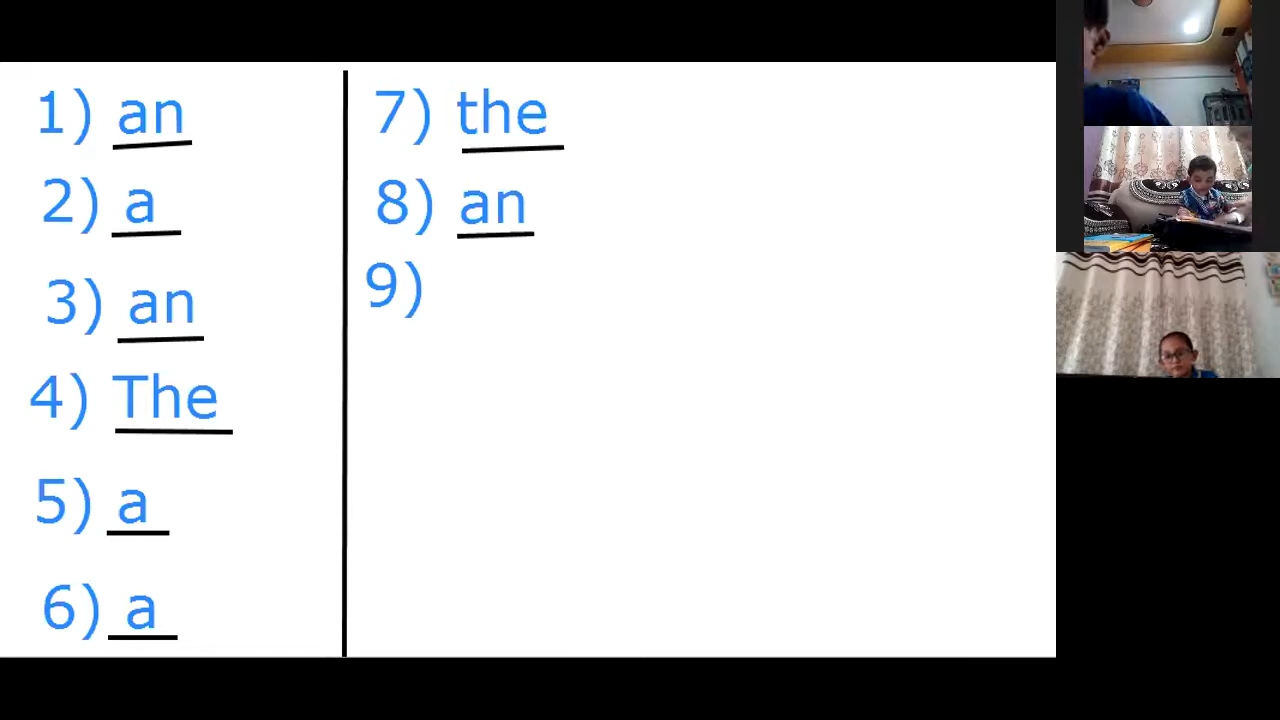 1) an
2) a
3) an
4) The
5) a
6) a
7) the
8) an
9)